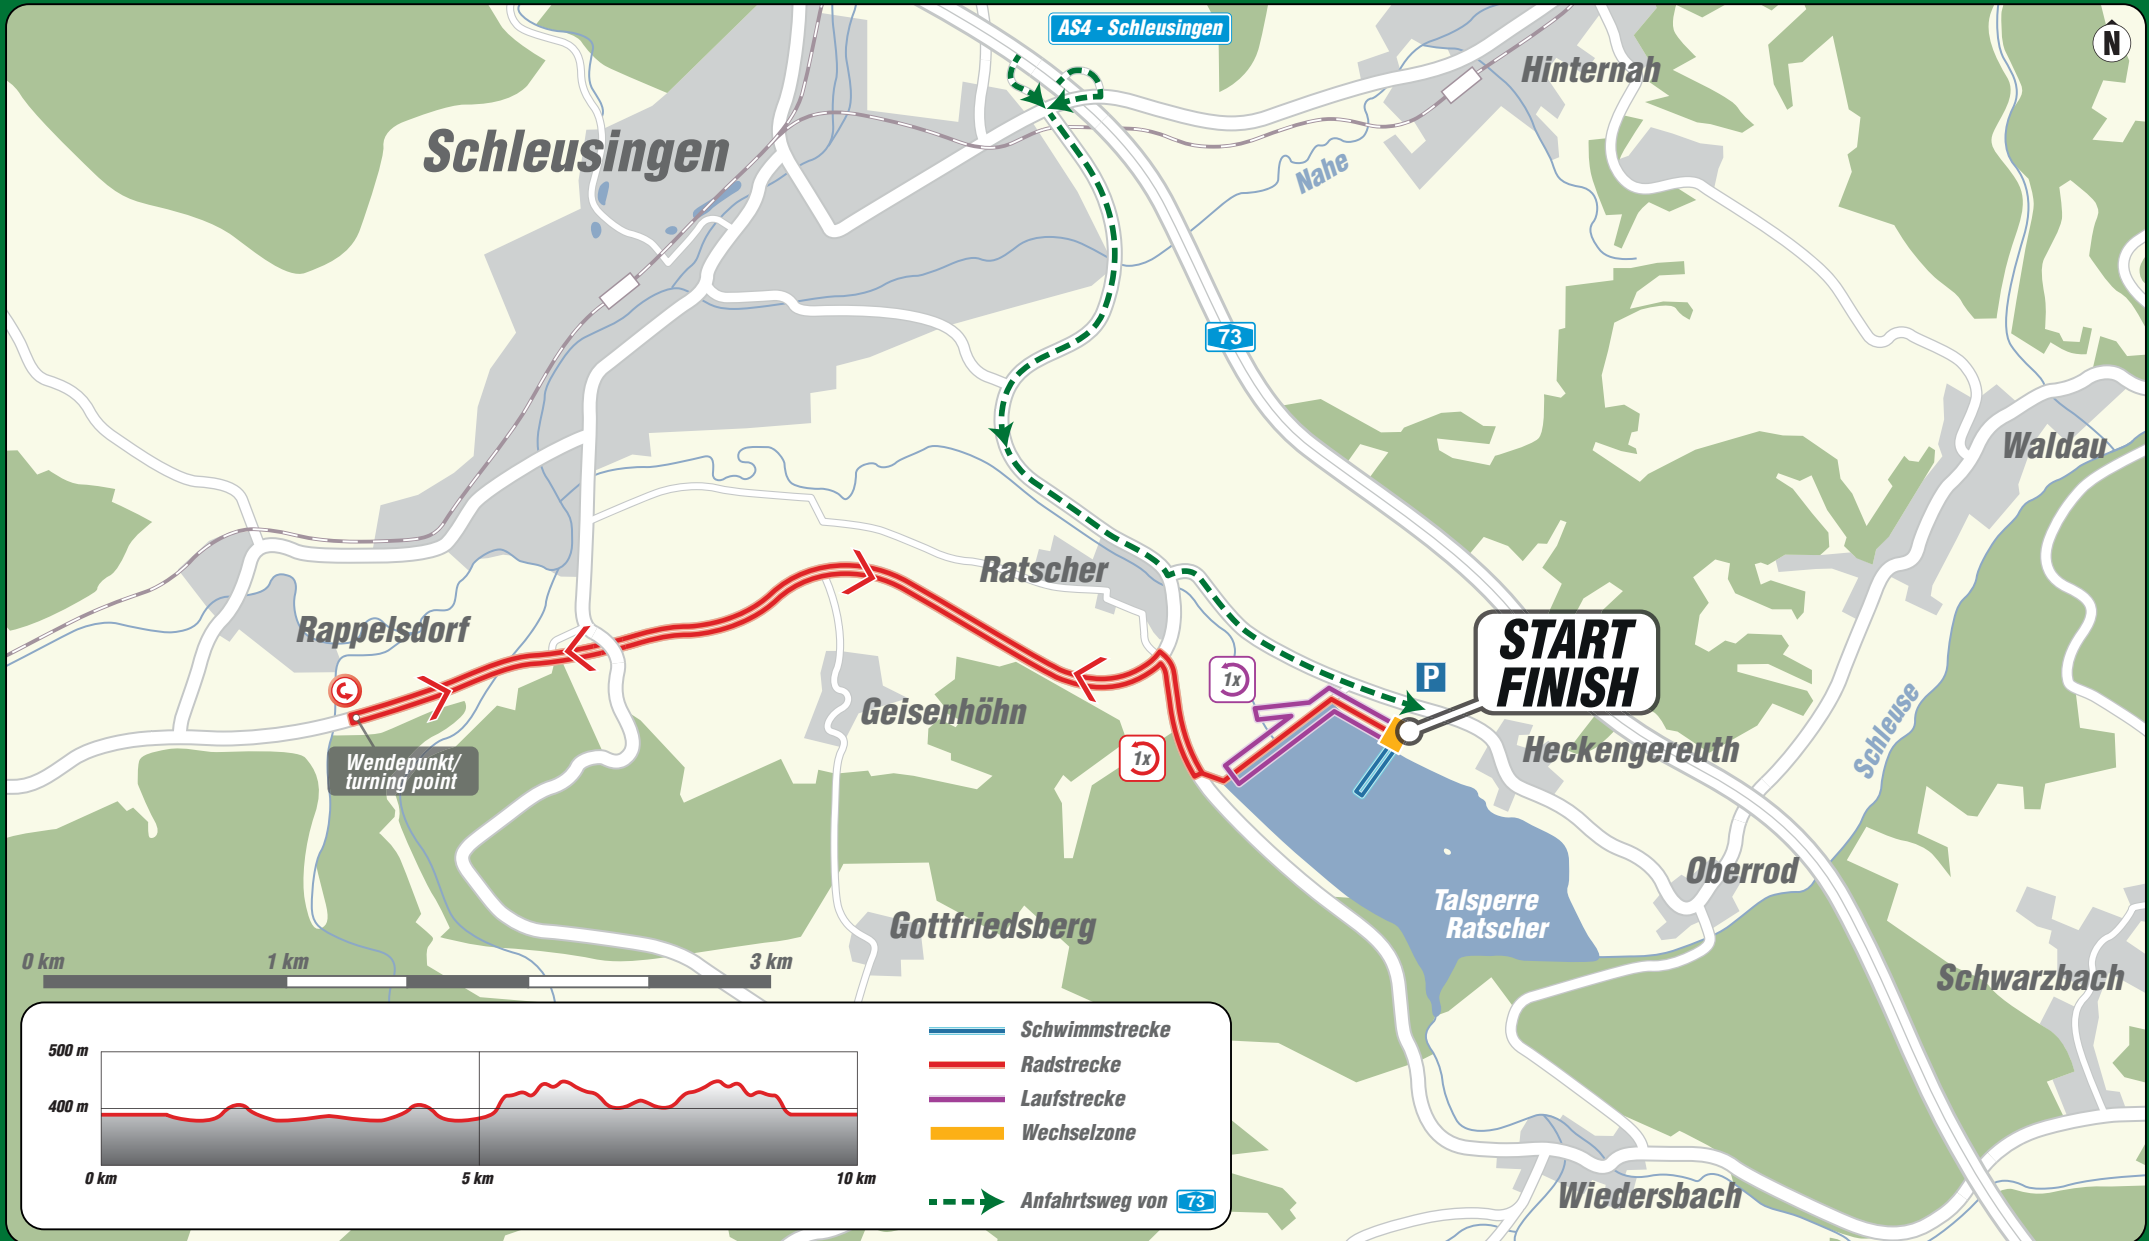 AS4 - Schleusingen
N
Hinternah
Schleusingen
Nahe
73
Waldau
Ratscher
Rappelsdorf
START
FINISH
P
1x
Geisenhöhn
Schleuse
Heckengereuth
1x
Wendepunkt/
turning point
Oberrod
Talsperre
Ratscher
Gottfriedsberg
0 km
1 km
3 km
Schwarzbach
500 m
400 m
0 km
5 km
10 km
Schwimmstrecke
Radstrecke
Laufstrecke
Wechselzone
Anfahrtsweg von 73
Wiedersbach